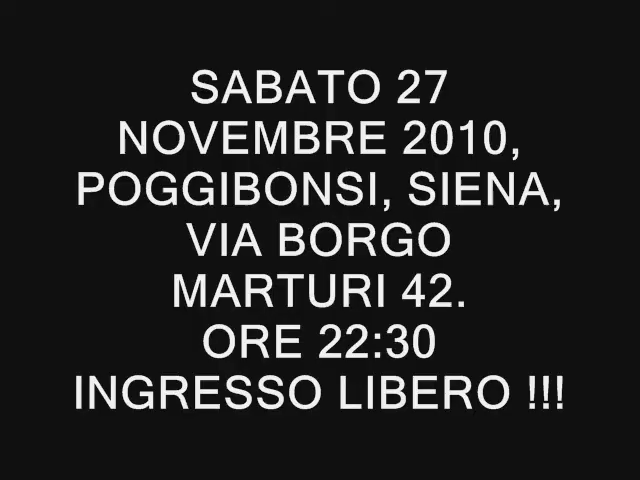 SABATO 27
NOVEMBRE 2010,
POGGIBONSI, SIENA,
VIA BORGO
MARTURI 42.
ORE 22:30
INGRESSO LIBERO !!!